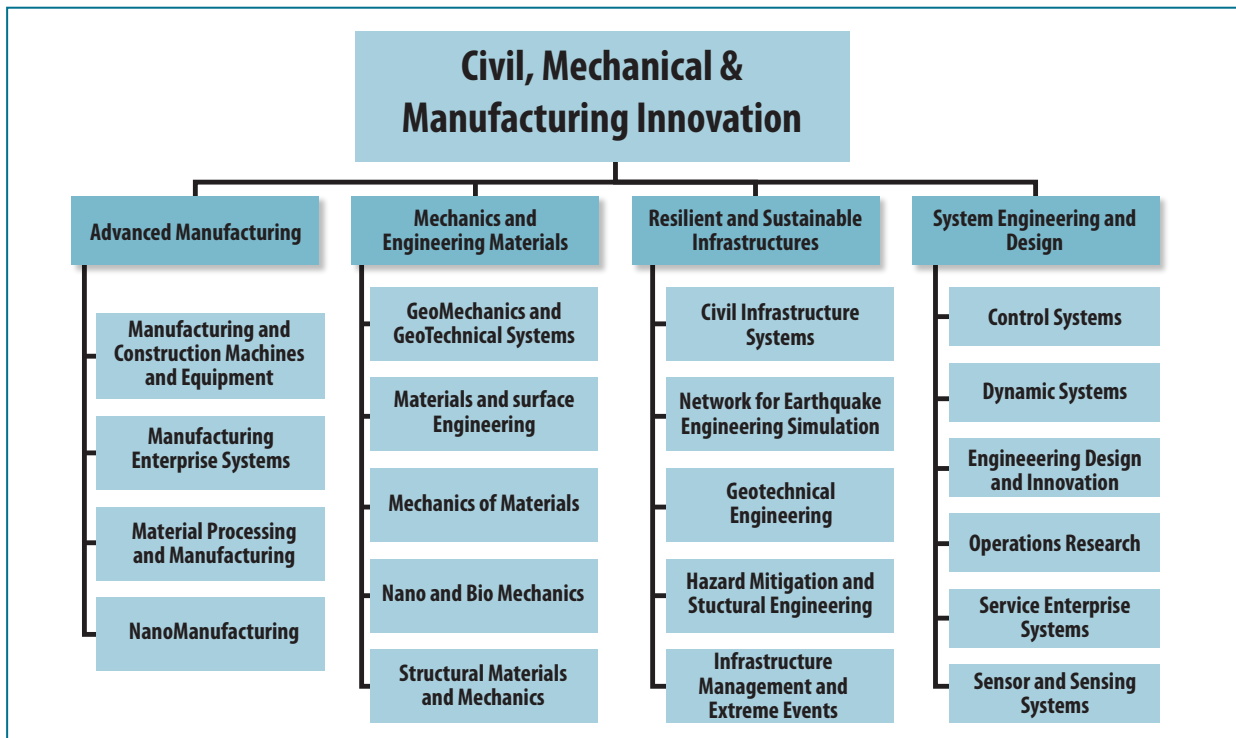 Civil, Mechanical &
Manufacturing Innovation
Advanced Manufacturing
Manufacturing and
Construction Machines
and Equipment
Manufacturing
Enterprise Systems
Material Processing
and Manufacturing
NanoManufacturing
Mechanics and
Engineering Materials
GeoMechanics and
GeoTechnical Systems
Materials and surface
Engineering
Mechanics of Materials
Nano and Bio Mechanics
Structural Materials
and Mechanics
Resilient and Sustainable
Infrastructures
Civil Infrastructure
Systems
Network for Earthquake
Engineering Simulation
Geotechnical
Engineering
Hazard Mitigation and
Stuctural Engineering
Infrastructure
Management and
Extreme Events
System Engineering and
Design
Control Systems
Dynamic Systems
Engineeering Design
and Innovation
Operations Research
Service Enterprise
Systems
Sensor and Sensing
Systems